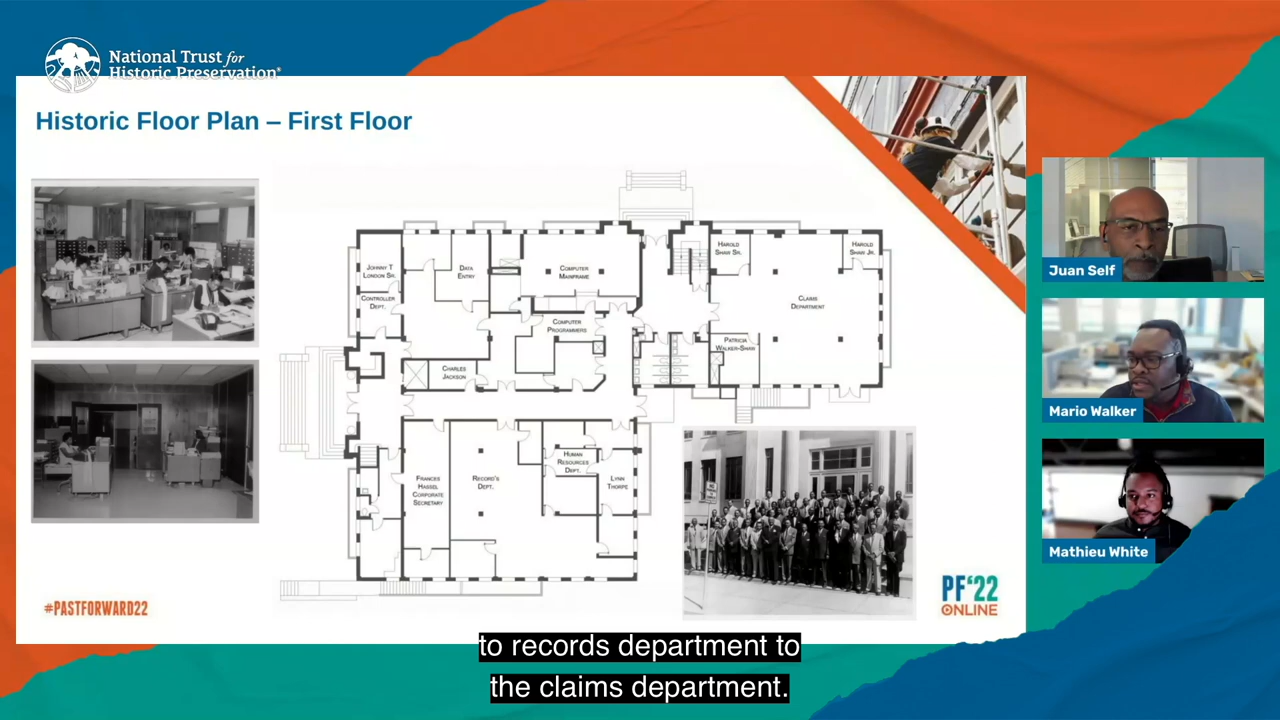 National Trust for
Historic Preservation®
Historic Floor Plan – First Floor
JOHNNY T
LONDON SR.
CONTROLLER
DEPT.
DATA
ENTRY
COMPUTER
MAINFRAME
COMPUTER
PROGRAMMERS
CHARLES
JACKSON
HAROLD
SHAW SR.
HAROLD
SHAW JR.
CLAIMS
DEPARTMENT
PATRICIA
WALKER-SHAW
FRANCES
HASSEL
CORPORATE
SECRETARY
RECORD'S
DEPT.
HUMAN
RESOURCES
DEPT.
LYNN
THORPE
Juan Self
Mario Walker
Mathieu White
#PASTFORWARD22
PF'22
ONLINE
to records department to
the claims department.